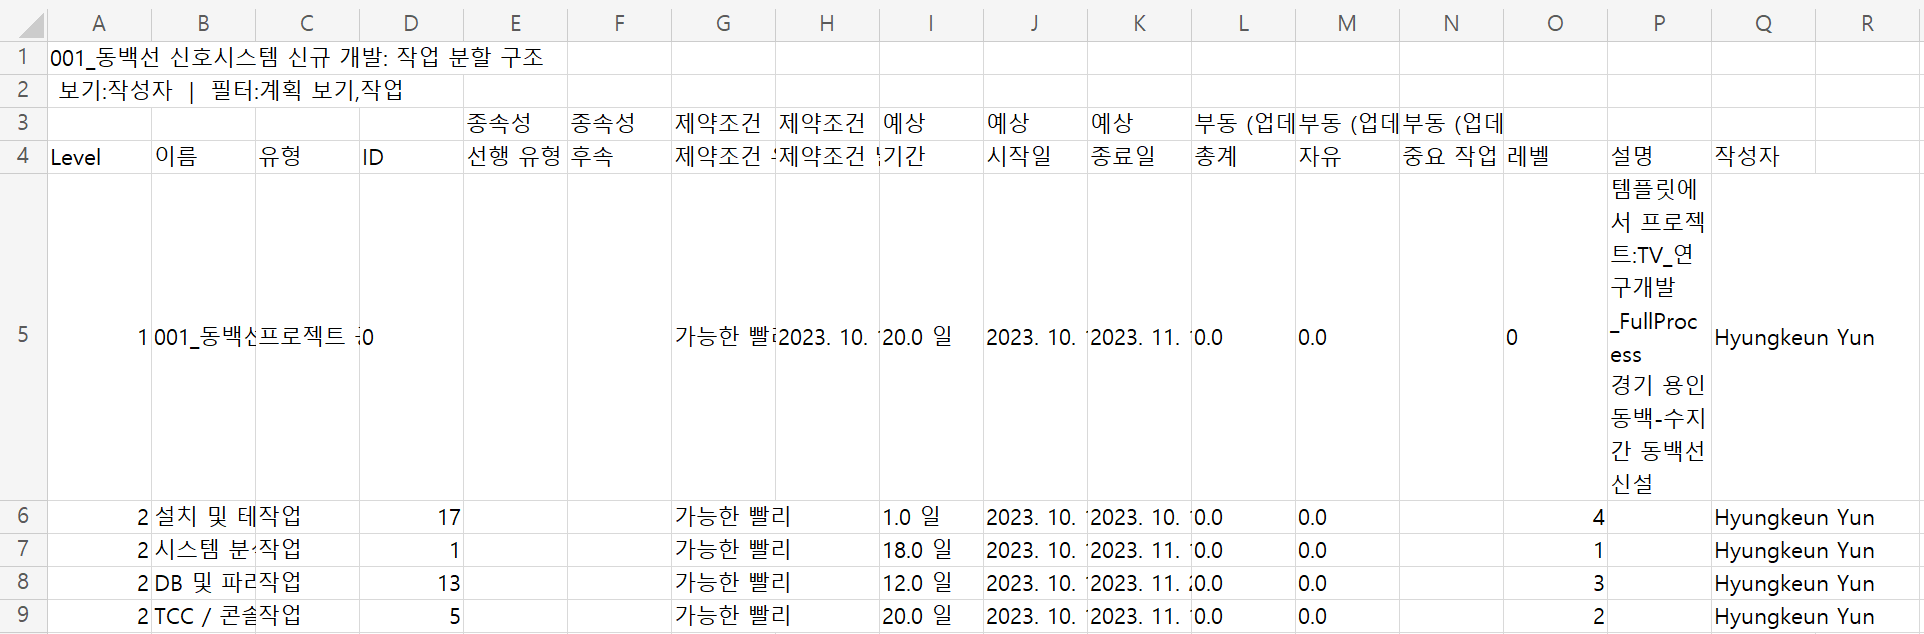 A B C D E F G H I J K L M N O P Q R
1 001_동백선 신호시스템 신규 개발: 작업 분할 구조
2 보기:작성자 | 필터:계획 보기,작업
3 종속성 종속성 제약조건 제약조건 예상 예상 예상 부동 (업데 부동 (업데 부동 (업데
4 Level 이름 유형 ID 선행 유형 후속 제약조건 제약조건 기간 시작일 종료일 총계 자유 중요 작업 레벨 설명 작성자
5 1 001_동백선 프로젝트 0 가능한 빨리 2023. 10. 20.0 일 2023. 10. 2023. 11. 0.0 0.0 0
템플릿에
서 프로젝
트:TV_연
구개발
_FullProc
ess
경기 용인
동백-수지
간 동백선
신설
Hyungkeun Yun
6 2 설치 및 테 작업 17 가능한 빨리 1.0 일 2023. 10. 2023. 10. 0.0 0.0 4 Hyungkeun Yun
7 2 시스템 분석 작업 1 가능한 빨리 18.0 일 2023. 10. 2023. 11. 0.0 0.0 1 Hyungkeun Yun
8 2 DB 및 파라 작업 13 가능한 빨리 12.0 일 2023. 10. 2023. 11. 0.0 0.0 3 Hyungkeun Yun
9 2 TCC / 콘솔 작업 5 가능한 빨리 20.0 일 2023. 10. 2023. 11. 0.0 0.0 2 Hyungkeun Yun